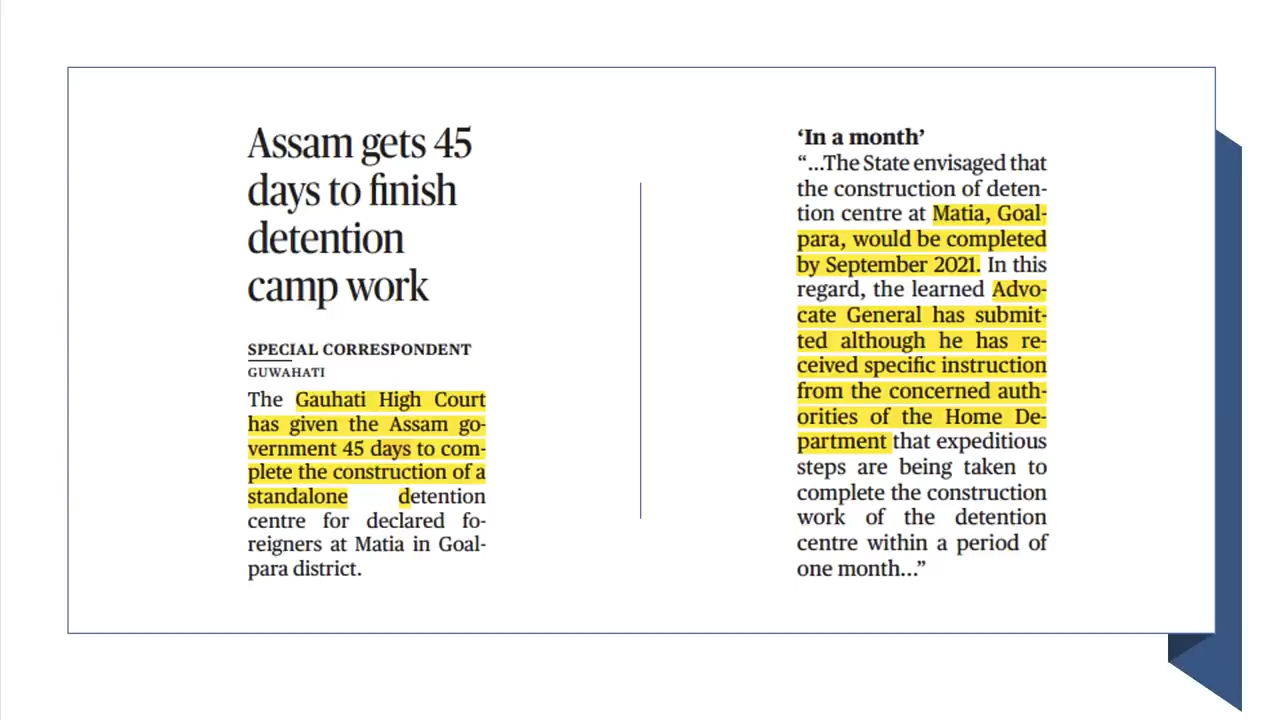 Assam gets 45
days to finish
detention
camp work
SPECIAL CORRESPONDENT
GUWAHATI
The Gauhati High Court
has given the Assam go-
vernment 45 days to com-
plete the construction of a
standalone detention
centre for declared fo-
reigners at Matia in Goal-
para district.
‘In a month’
“...The State envisaged that
the construction of deten-
tion centre at Matia, Goal-
para, would be completed
by September 2021. In this
regard, the learned Advo-
cate General has submit-
ted although he has re-
ceived specific instruction
from the concerned auth-
orities of the Home De-
partment that expeditious
steps are being taken to
complete the construction
work of the detention
centre within a period of
one month...”